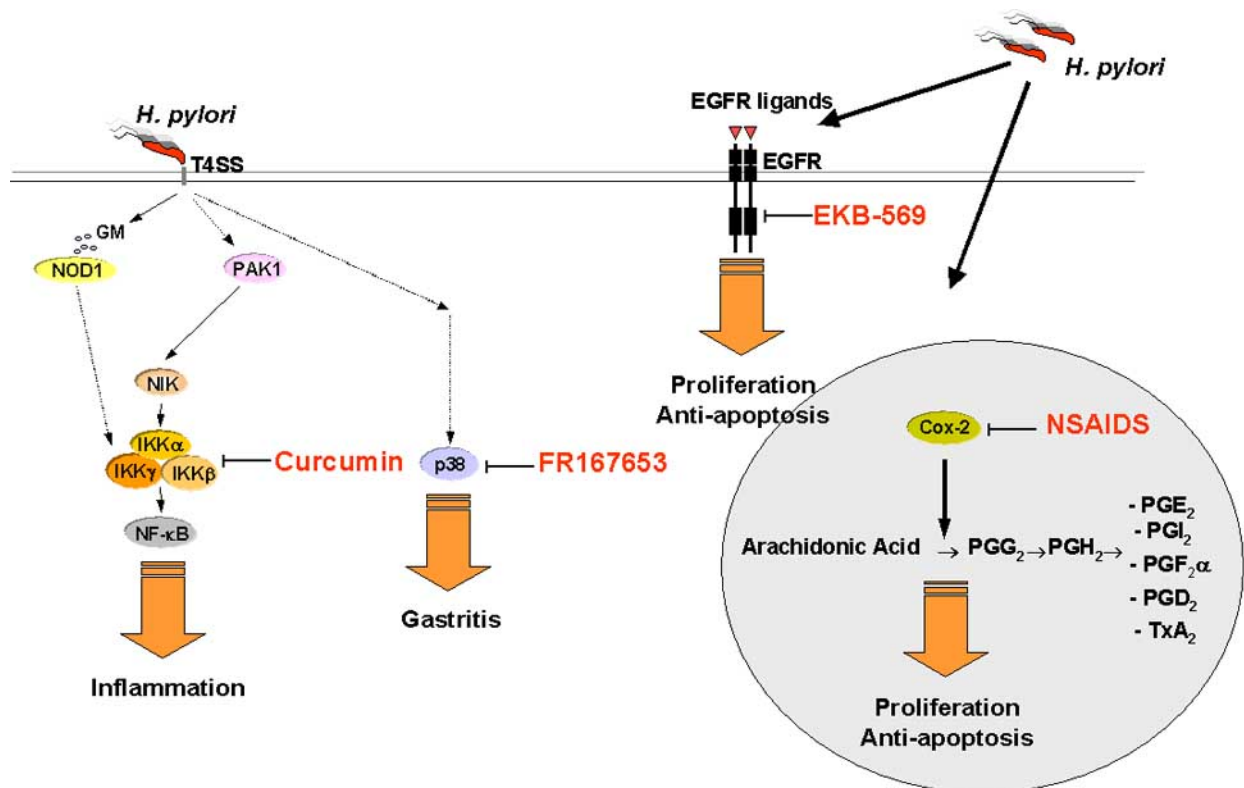 H. pylori
T4SS
GM
NOD1
PAK1
NIK
IKKα
IKKγ
IKKβ
NF-κB
Inflammation
Curcumin
p38
FR167653
Gastritis
H. pylori
EGFR ligands
EGFR
EKB-569
Proliferation
Anti-apoptosis
Cox-2
NSAIDS
Arachidonic Acid → PGG₂→PGH₂→
- PGE₂
- PGI₂
- PGF₂α
- PGD₂
- TxA₂
Proliferation
Anti-apoptosis